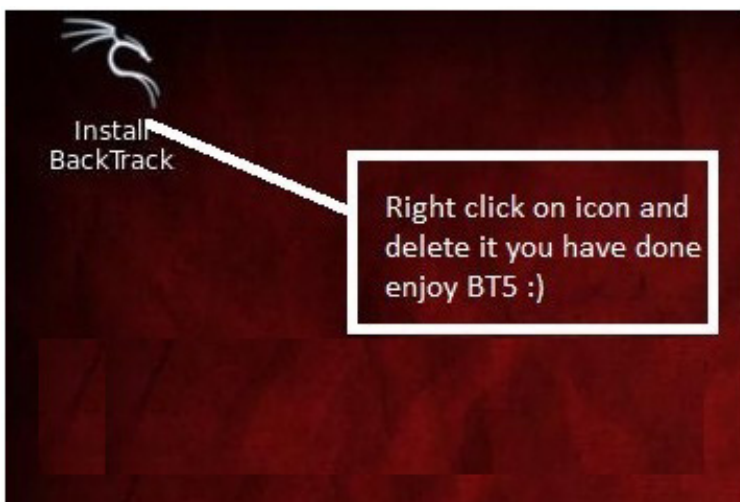 Install
BackTrack
Right click on icon and
delete it you have done
enjoy BT5 :)